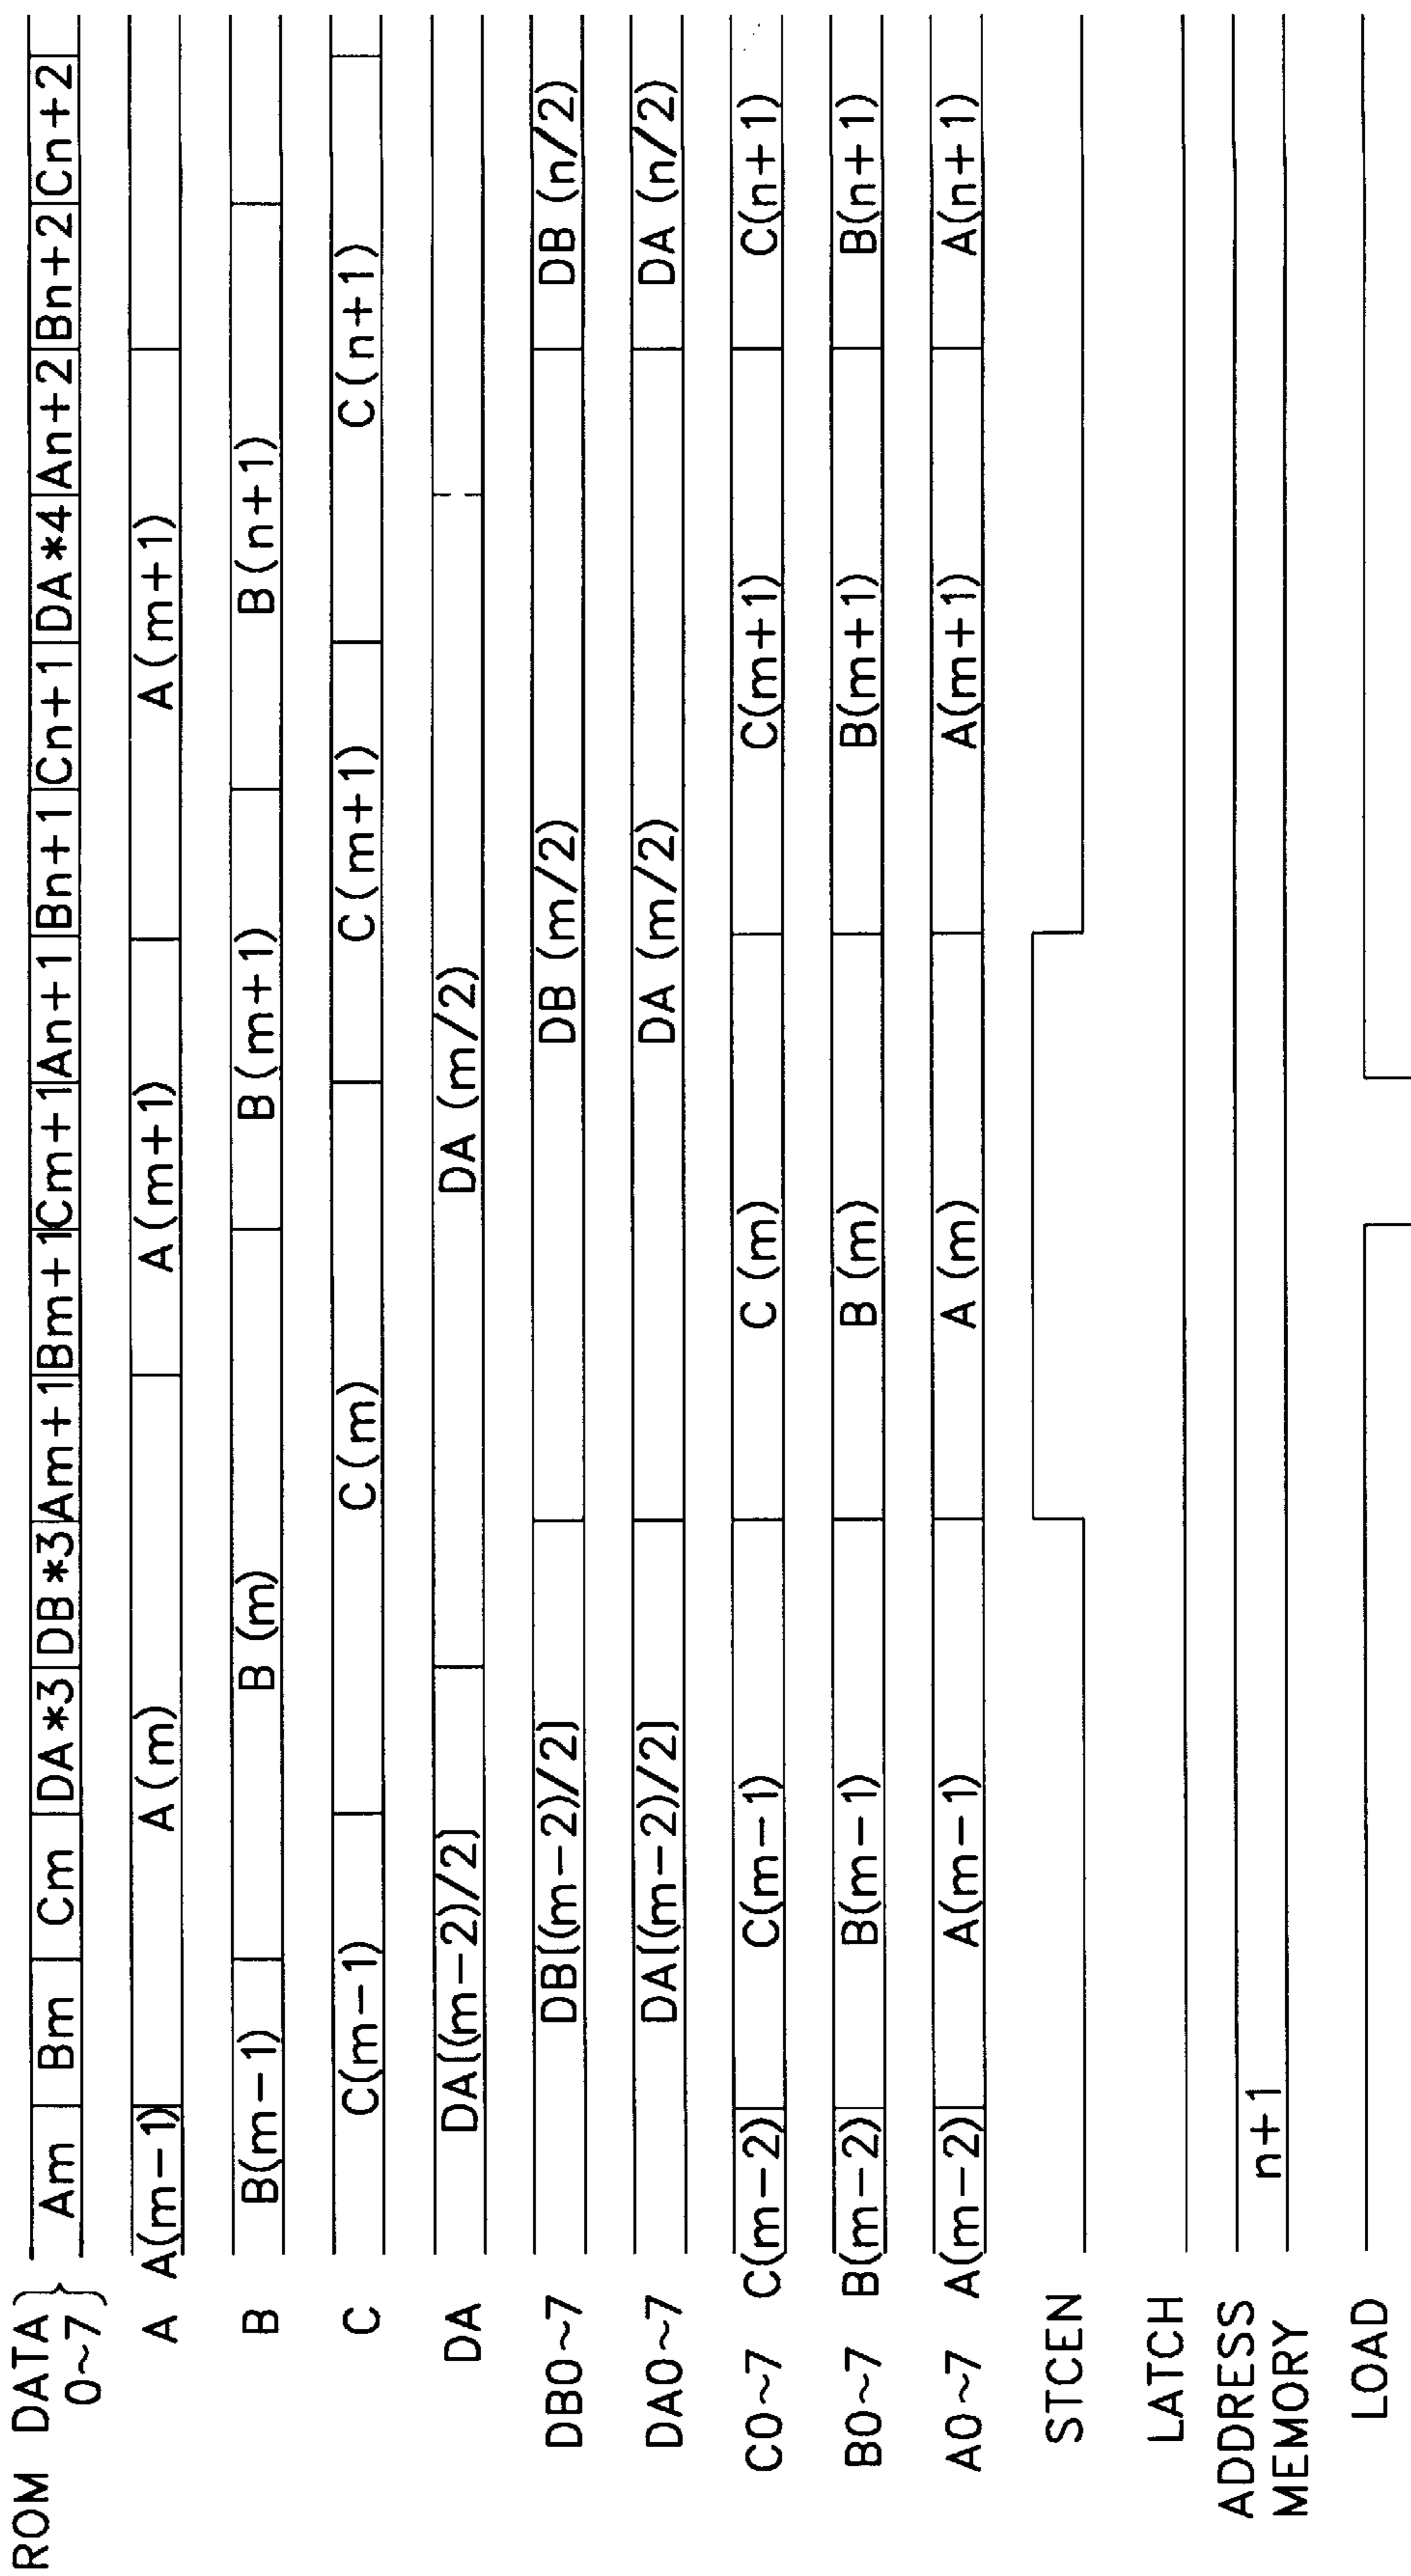 ROM DATA 0~7 Am Bm Cm DA*3 DB*3 Am+1 Bm+1 Cm+1 An+1 Bn+1 Cn+1 DA*4 An+2 Bn+2 Cn+2
A A(m-1) A(m) A(m+1) A(m+1)
B B(m-1) B(m) B(m+1) B(n+1)
C C(m-1) C(m) C(m+1) C(n+1)
DA DA[(m-2)/2] DA(m/2)
DB0~7 DB[(m-2)/2] DB(m/2) DB(n/2)
DA0~7 DA[(m-2)/2] DA(m/2) DA(n/2)
C0~7 C(m-2) C(m-1) C(m) C(m+1) C(n+1)
B0~7 B(m-2) B(m-1) B(m) B(m+1) B(n+1)
A0~7 A(m-2) A(m-1) A(m) A(m+1) A(n+1)
STCEN
LATCH
ADDRESS
MEMORY n+1
LOAD